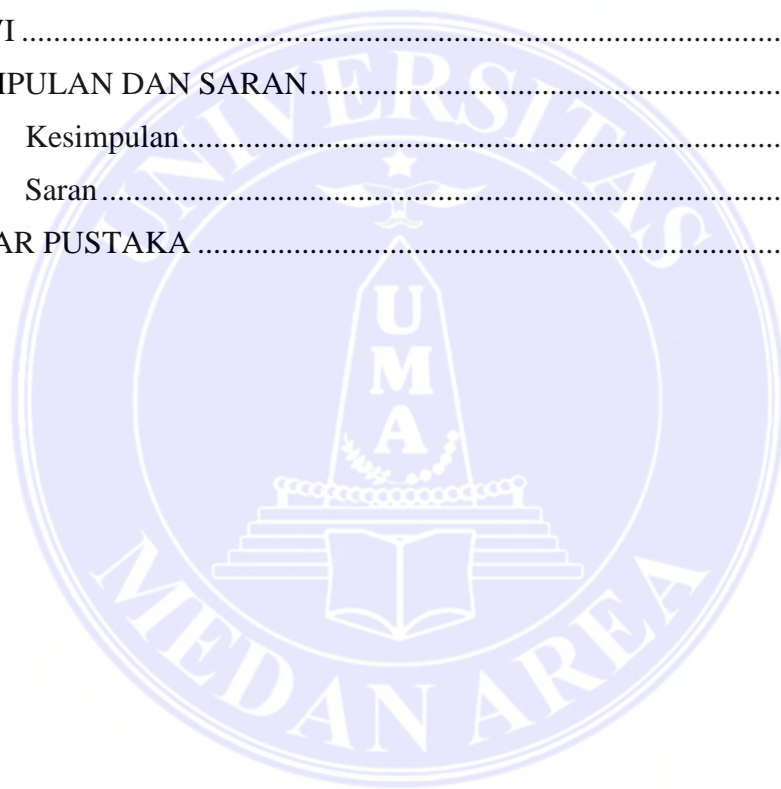 VI ................................................................................................
IPULAN DAN SARAN ............................................................
Kesimpulan ...........................................................................
Saran .....................................................................................
AR PUSTAKA .........................................................................
UNIVERSITAS
UMA
MEDAN AREA